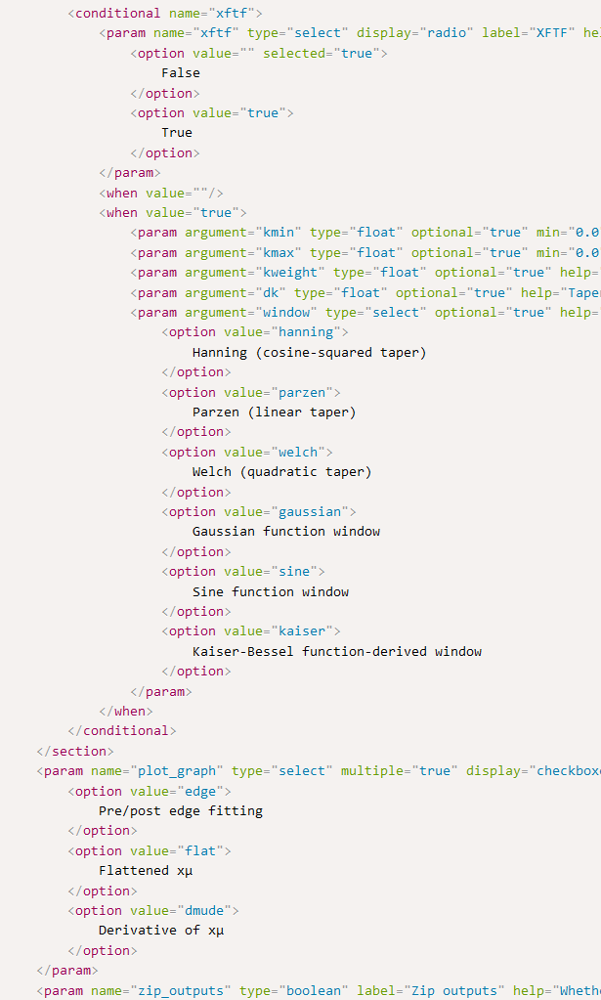 <conditional name="xftf">
<param name="xftf" type="select" display="radio" label="XFTF" he
<option value="" selected="true">
False
</option>
<option value="true">
True
</option>
</param>
<when value=""/>
<when value="true">
<param argument="kmin" type="float" optional="true" min="0.0
<param argument="kmax" type="float" optional="true" min="0.0
<param argument="kweight" type="float" optional="true" help=
<param argument="dk" type="float" optional="true" help="Tape
<param argument="window" type="select" optional="true" help=
<option value="hanning">
Hanning (cosine-squared taper)
</option>
<option value="parzen">
Parzen (linear taper)
</option>
<option value="welch">
Welch (quadratic taper)
</option>
<option value="gaussian">
Gaussian function window
</option>
<option value="sine">
Sine function window
</option>
<option value="kaiser">
Kaiser-Bessel function-derived window
</option>
</param>
</when>
</conditional>
</section>
<param name="plot_graph" type="select" multiple="true" display="checkboxe
<option value="edge">
Pre/post edge fitting
</option>
<option value="flat">
Flattened xμ
</option>
<option value="dmude">
Derivative of xμ
</option>
</param>
<param name="zip_outputs" type="boolean" label="Zip outputs" help="Wheth